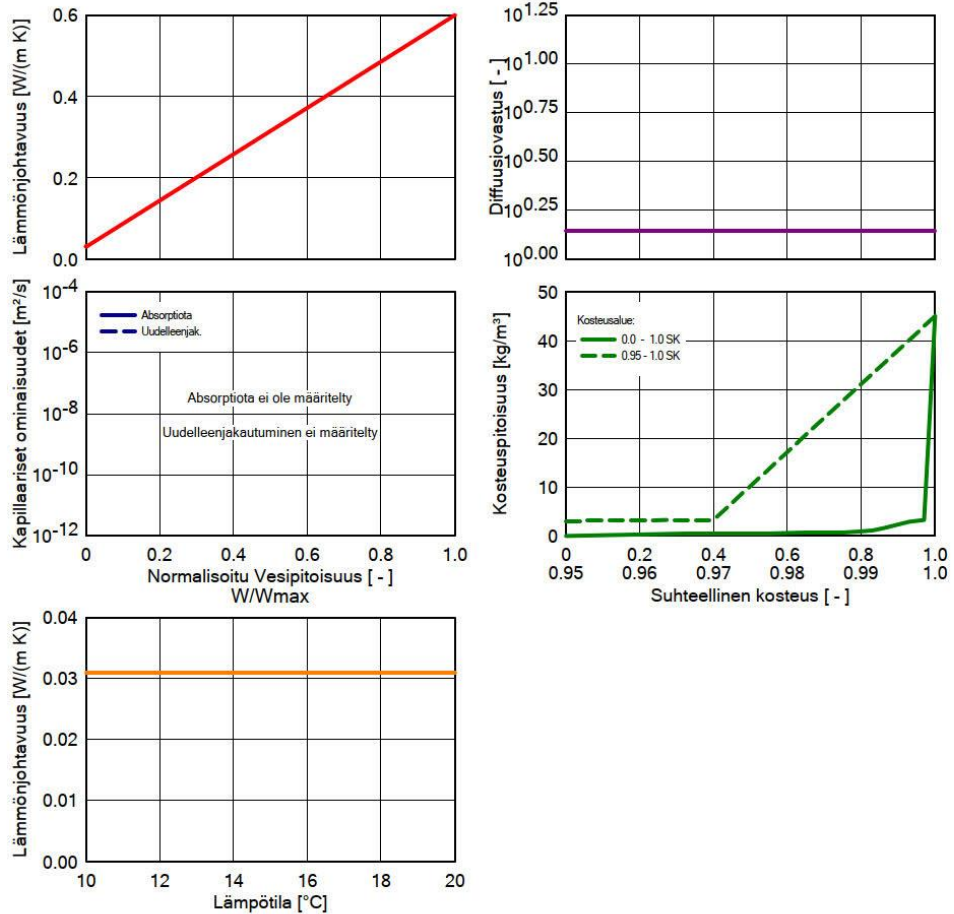 Lämmönjohtavuus [W/(m K)]
0.6
0.4
0.2
0.0
Diffuusiovastus [ - ]
10^1.25
10^1.00
10^0.75
10^0.50
10^0.25
10^0.00
Kapillaariset ominaisuudet [m²/s]
10^-4
10^-6
10^-8
10^-10
10^-12
Absorptiota
Uudelleenjak.
Absorptiota ei ole määritelty
Uudelleenjakautuminen ei määritelty
0 0.2 0.4 0.6 0.8 1.0
Normalisoitu Vesipitoisuus [ - ]
W/Wmax
Kosteuspitoisuus [kg/m³]
50
40
30
20
10
0
Kosteusalue:
0.0 - 1.0 SK
0.95 - 1.0 SK
0 0.2 0.4 0.6 0.8 1.0
0.95 0.96 0.97 0.98 0.99 1.0
Suhteellinen kosteus [ - ]
Lämmönjohtavuus [W/(m K)]
0.04
0.03
0.02
0.01
0.00
10 12 14 16 18 20
Lämpötila [°C]